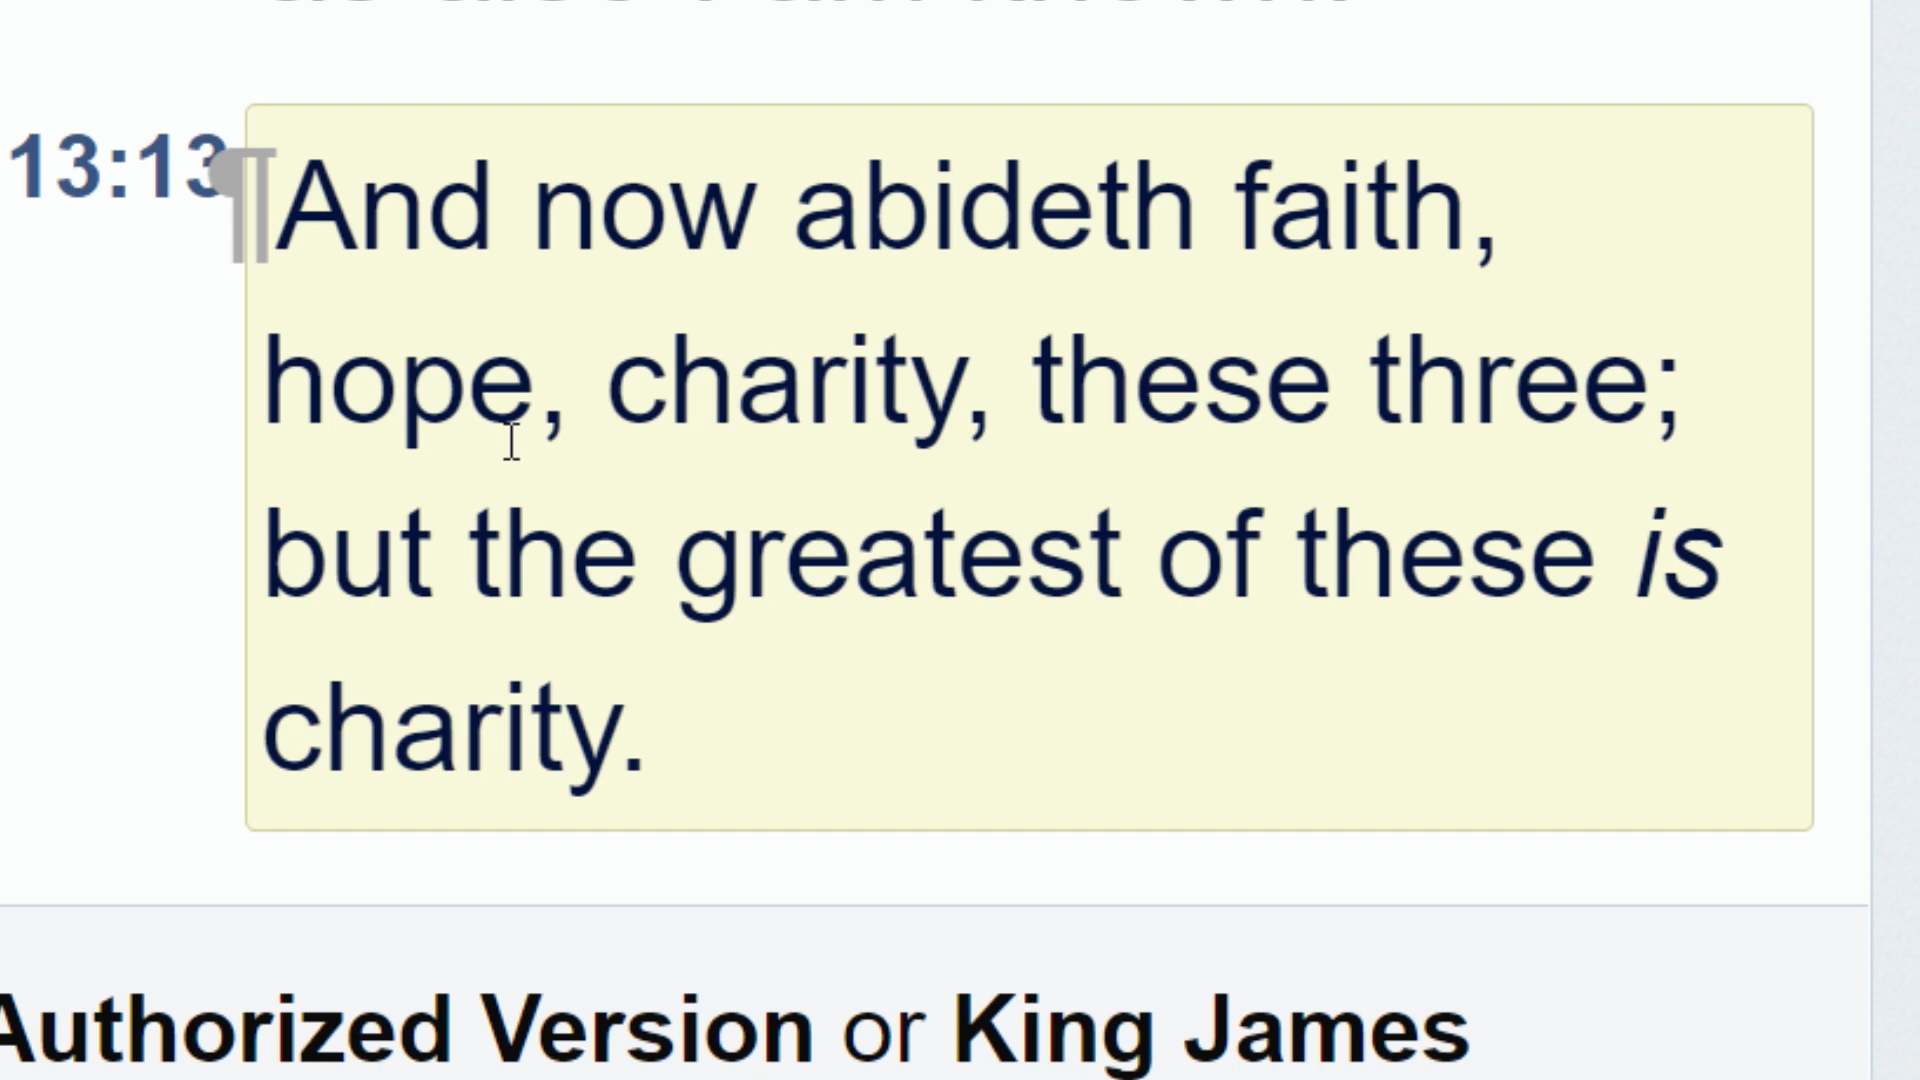 13:13 ¶And now abideth faith,
hope, charity, these three;
but the greatest of these is
charity.
Authorized Version or King James